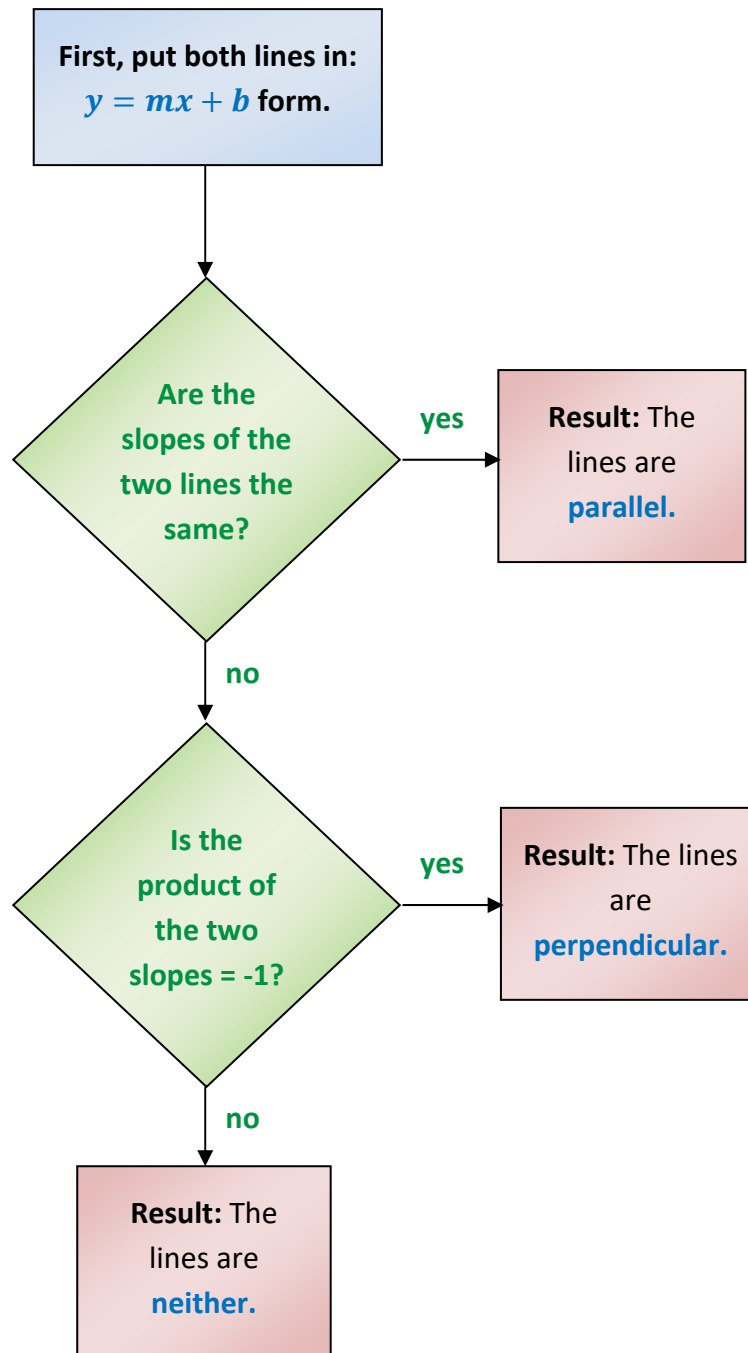 First, put both lines in:
y = mx + b form.
Are the
slopes of the
two lines the
same?
yes
Result: The
lines are
parallel.
no
Is the
product of
the two
slopes = -1?
yes
Result: The lines
are
perpendicular.
no
Result: The
lines are
neither.